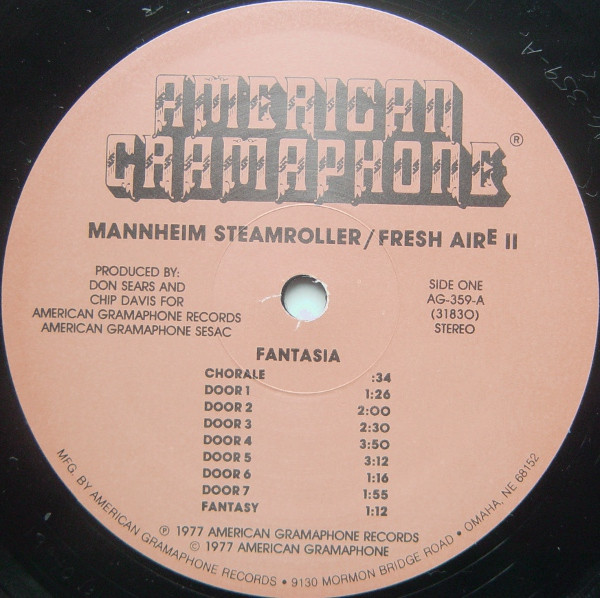 AMERICAN
GRAMAPHONE ®
MANNHEIM STEAMROLLER/FRESH AIRE II
PRODUCED BY:
DON SEARS AND
CHIP DAVIS FOR
AMERICAN GRAMAPHONE RECORDS
AMERICAN GRAMAPHONE SESAC
SIDE ONE
AG-359-A
(31830)
STEREO
FANTASIA
CHORALE :34
DOOR 1 1:26
DOOR 2 2:00
DOOR 3 2:30
DOOR 4 3:50
DOOR 5 3:12
DOOR 6 1:16
DOOR 7 1:55
FANTASY 1:12
℗ 1977 AMERICAN GRAMAPHONE RECORDS
© 1977 AMERICAN GRAMAPHONE
MFG. BY AMERICAN GRAMAPHONE RECORDS • 9130 MORMON BRIDGE ROAD • OMAHA, NE 68152